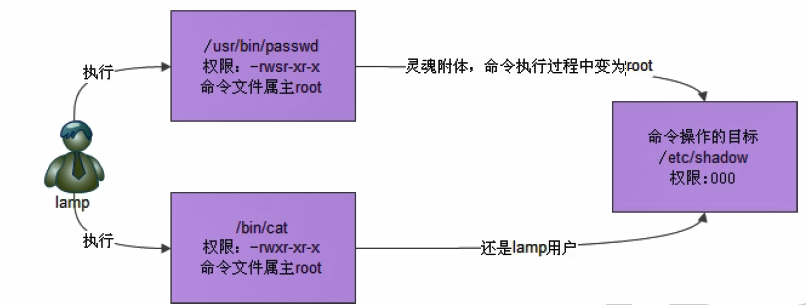 /usr/bin/passwd
权限：-rwsr-xr-x
命令文件属主root
执行
灵魂附体，命令执行过程中变为root
命令操作的目标
/etc/shadow
权限:000
lamp
执行
/bin/cat
权限：-rwxr-xr-x
命令文件属主root
还是lamp用户